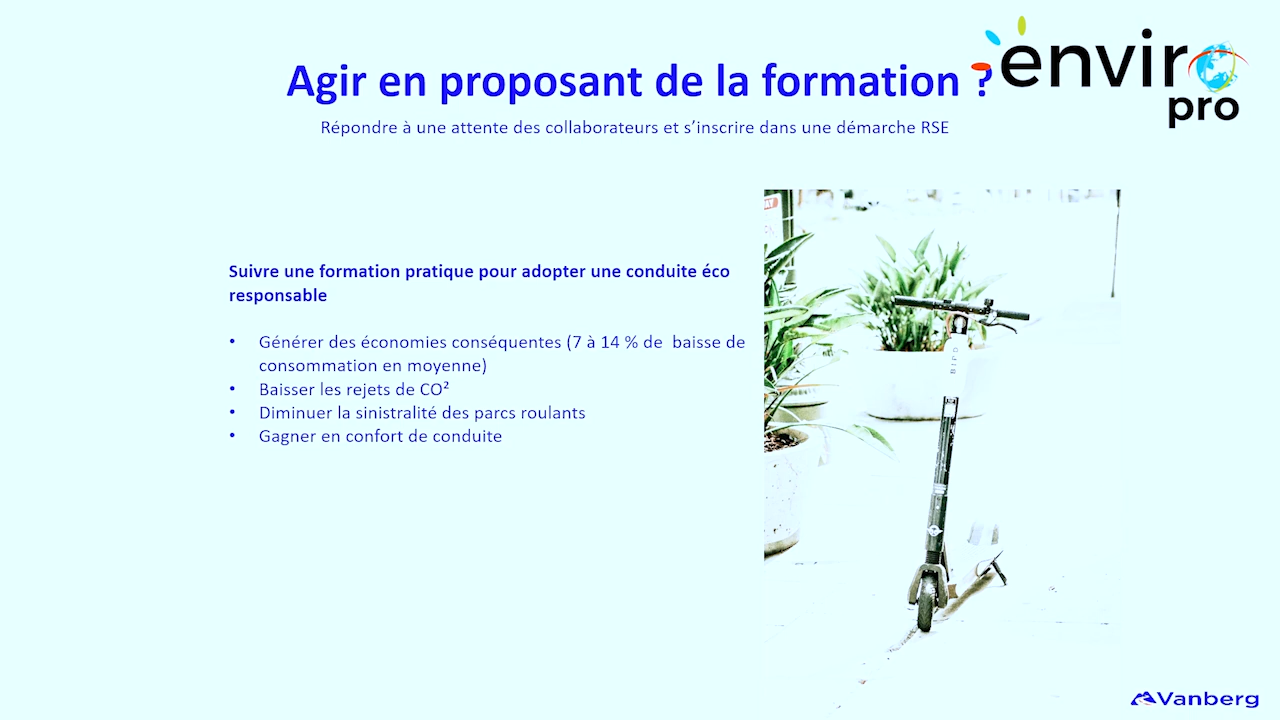 Agir en proposant de la formation ?
enviro
pro
Répondre à une attente des collaborateurs et s’inscrire dans une démarche RSE
Suivre une formation pratique pour adopter une conduite éco
responsable
• Générer des économies conséquentes (7 à 14 % de  baisse de
consommation en moyenne)
• Baisser les rejets de CO²
• Diminuer la sinistralité des parcs roulants
• Gagner en confort de conduite
BIRD
Vanberg